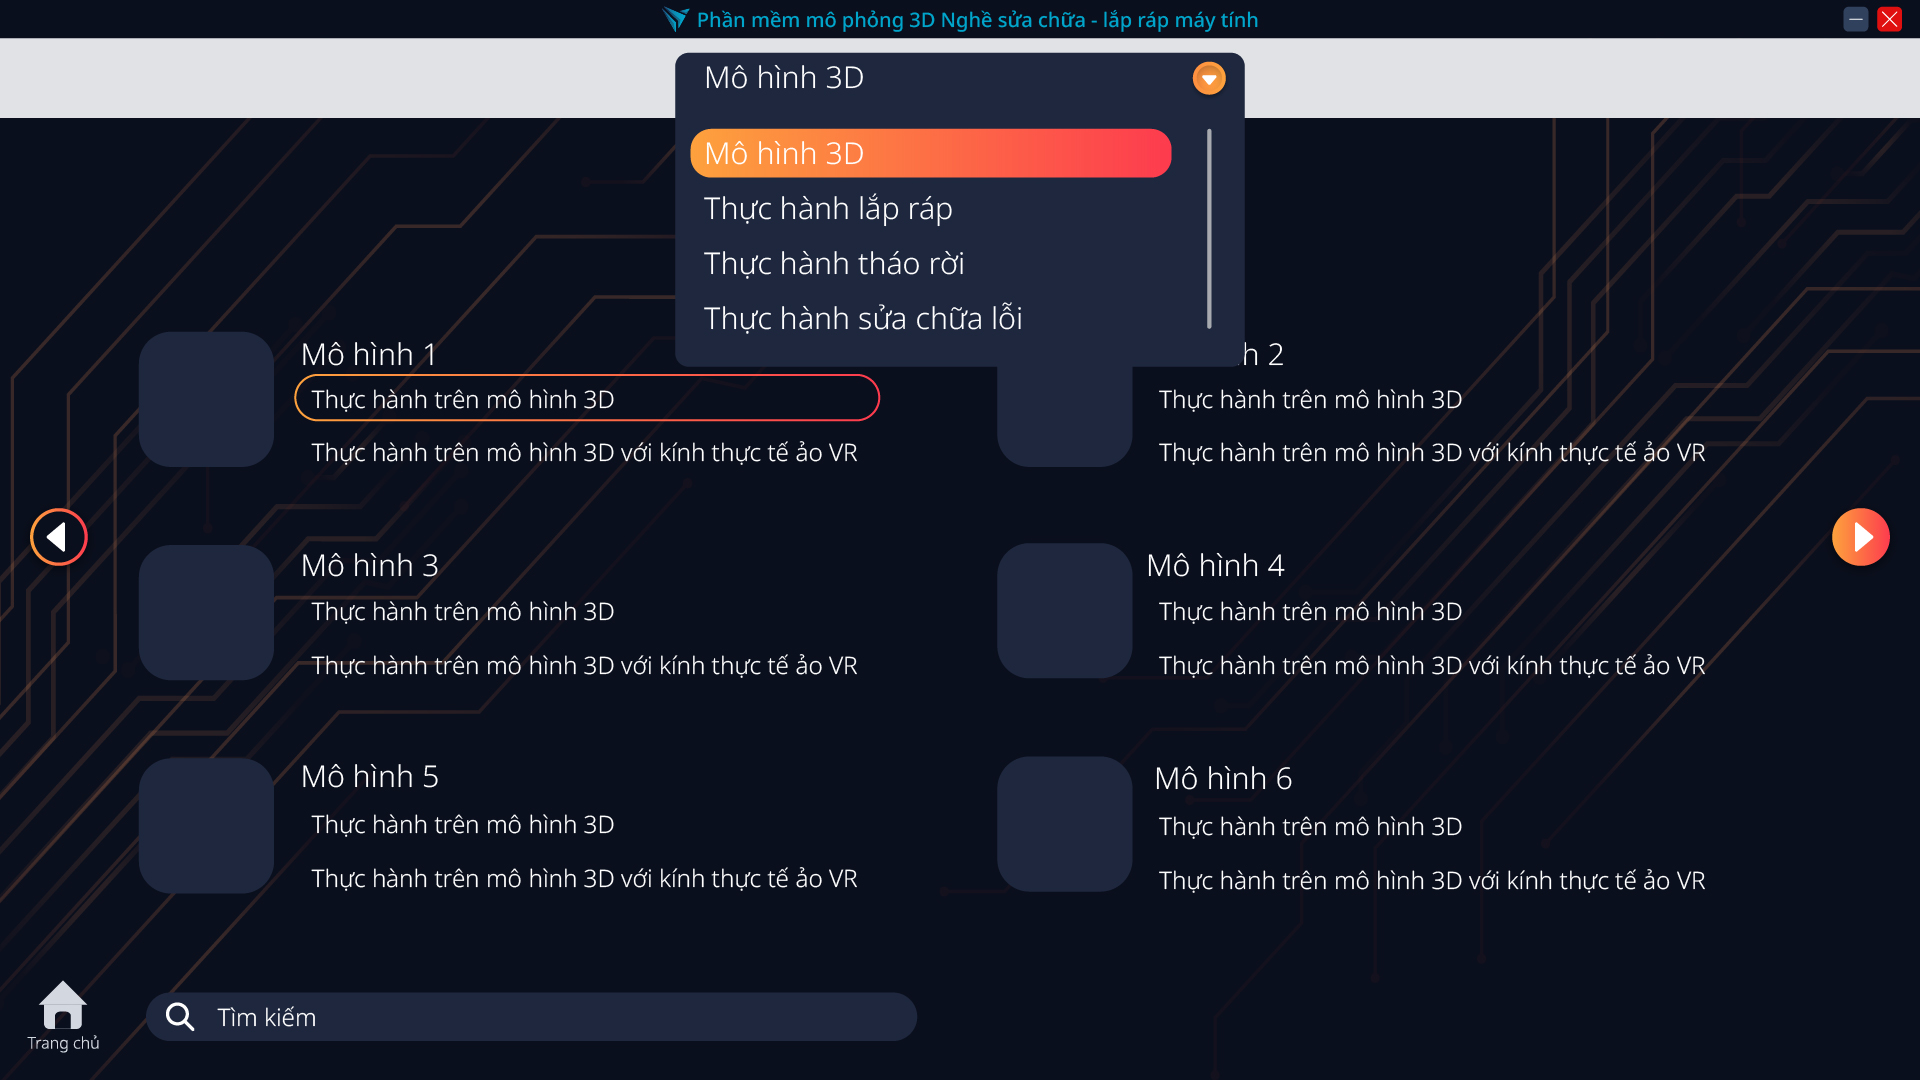 Phần mềm mô phỏng 3D Nghề sửa chữa - lắp ráp máy tính
Mô hình 3D
Mô hình 3D
Thực hành lắp ráp
Thực hành tháo rời
Thực hành sửa chữa lỗi
Mô hình 1
Thực hành trên mô hình 3D
Thực hành trên mô hình 3D với kính thực tế ảo VR
h 2
Thực hành trên mô hình 3D
Thực hành trên mô hình 3D với kính thực tế ảo VR
Mô hình 3
Thực hành trên mô hình 3D
Thực hành trên mô hình 3D với kính thực tế ảo VR
Mô hình 4
Thực hành trên mô hình 3D
Thực hành trên mô hình 3D với kính thực tế ảo VR
Mô hình 5
Thực hành trên mô hình 3D
Thực hành trên mô hình 3D với kính thực tế ảo VR
Mô hình 6
Thực hành trên mô hình 3D
Thực hành trên mô hình 3D với kính thực tế ảo VR
Trang chủ
Tìm kiếm